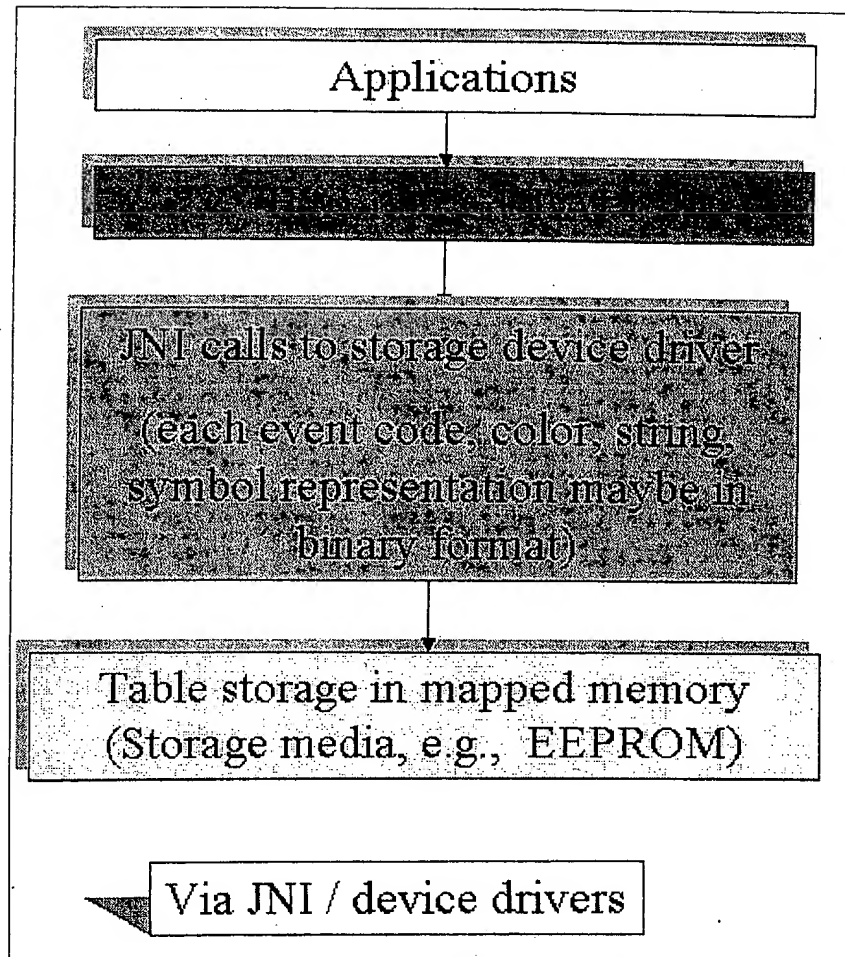 Applications
JNI calls to storage device driver
(each event code, color, string,
symbol representation maybe in
binary format)
Table storage in mapped memory
(Storage media, e.g., EEPROM)
Via JNI / device drivers